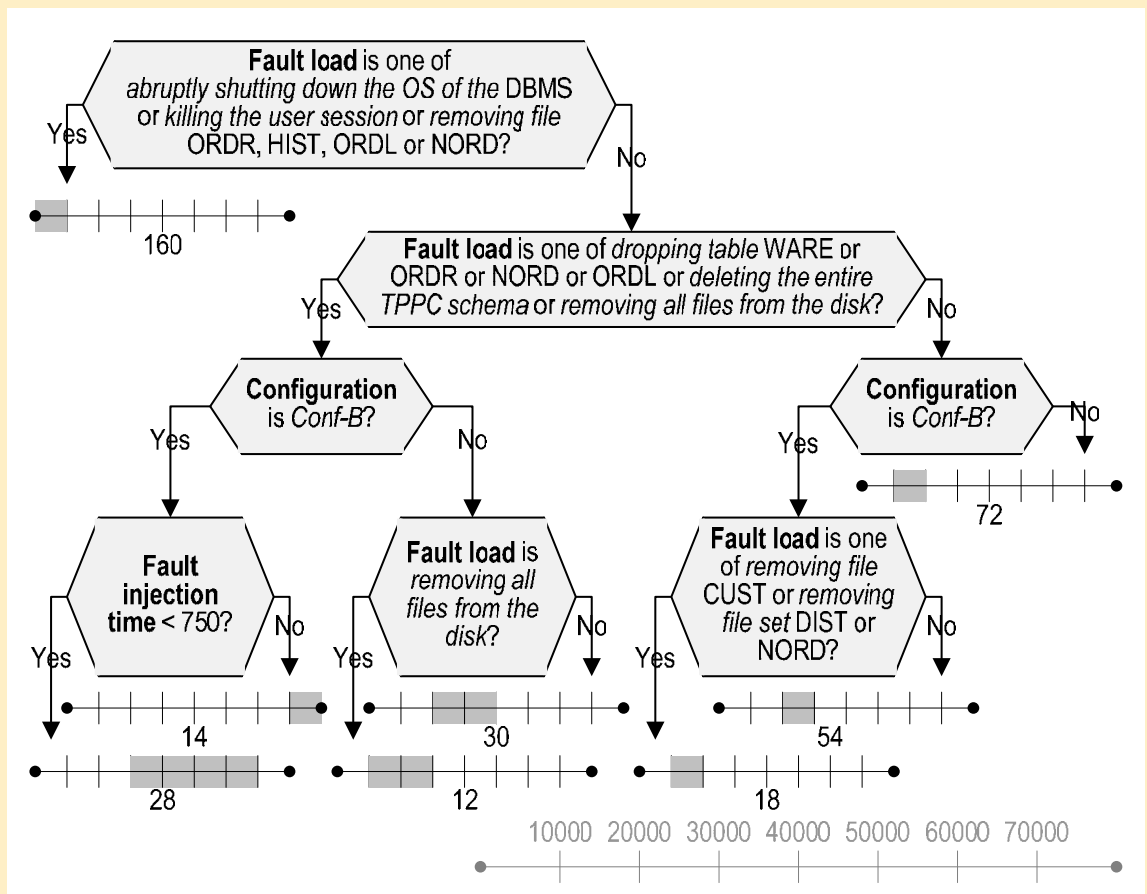 Fault load is one of
abruptly shutting down the OS of the DBMS
or killing the user session or removing file
ORDR, HIST, ORDL or NORD?
Yes
No
160
Fault load is one of dropping table WARE or
ORDR or NORD or ORDL or deleting the entire
TPPC schema or removing all files from the disk?
Yes
No
Configuration
is Conf-B?
Yes
No
Configuration
is Conf-B?
Yes
No
72
Fault
injection
time < 750?
Yes
No
14
28
Fault load is
removing all
files from the
disk?
Yes
No
30
12
Fault load is one
of removing file
CUST or removing
file set DIST or
NORD?
Yes
No
54
18
10000 20000 30000 40000 50000 60000 70000